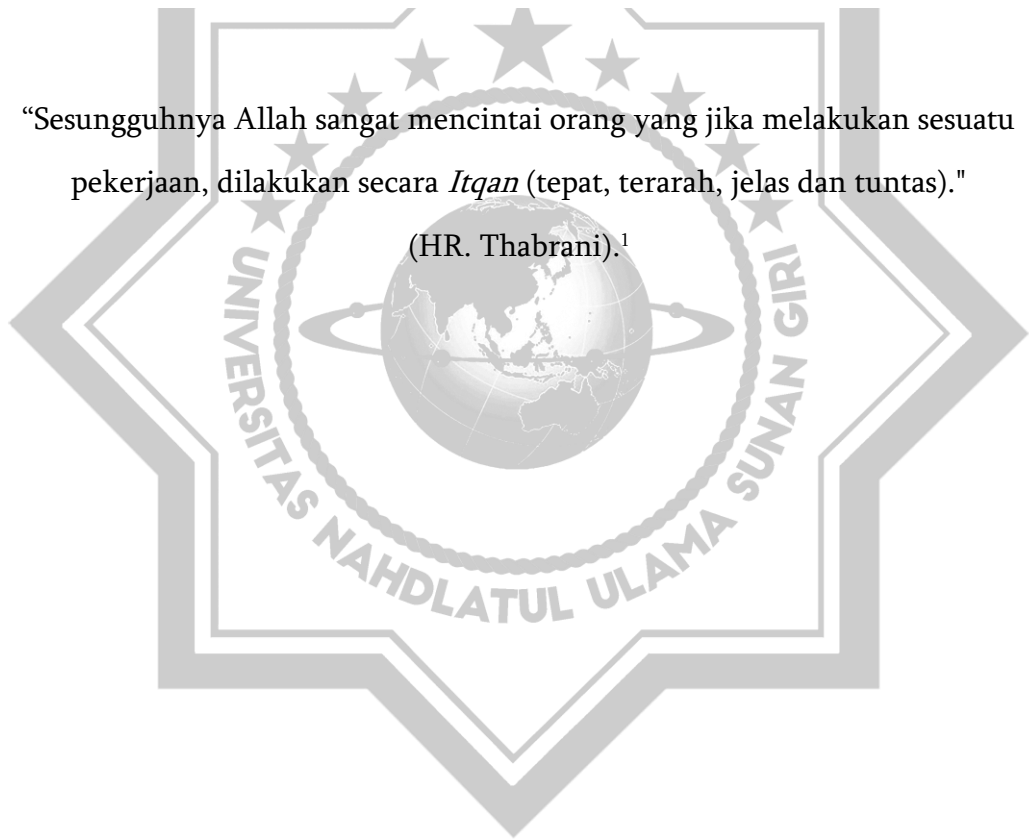 “Sesungguhnya Allah sangat mencintai orang yang jika melakukan sesuatu
pekerjaan, dilakukan secara Itqan (tepat, terarah, jelas dan tuntas)."
(HR. Thabrani).¹
UNIVERSITAS NAHDLATUL ULAMA SUNAN GIRI